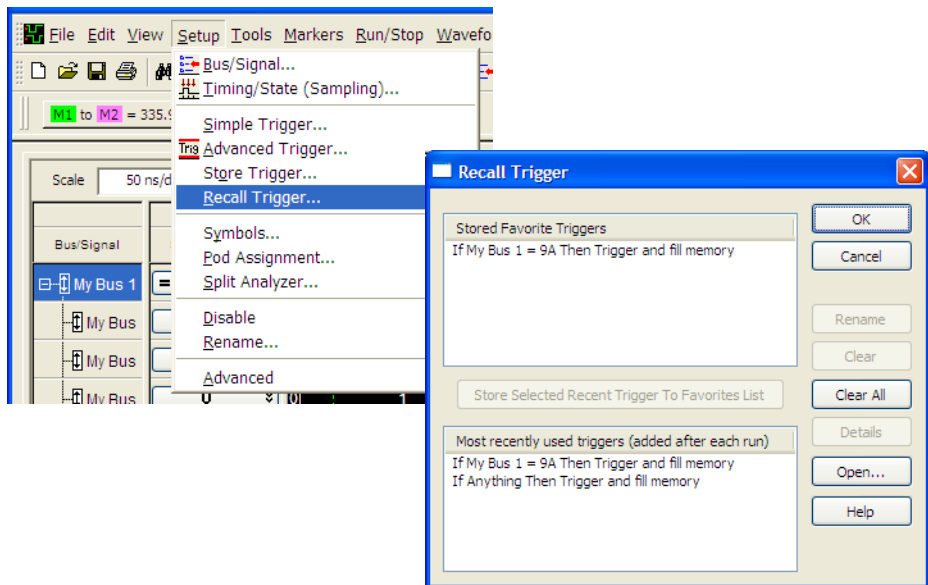 File Edit View Setup Tools Markers Run/Stop Wavefo
Bus/Signal...
Timing/State (Sampling)...
M1 to M2 = 335.9
Simple Trigger...
Trig Advanced Trigger...
Store Trigger...
Recall Trigger...
Scale 50 ns/d
Symbols...
Pod Assignment...
Split Analyzer...
Disable
Rename...
Advanced
Bus/Signal
My Bus 1 =
My Bus
My Bus
My Bus 0 [0] 1
Recall Trigger
Stored Favorite Triggers
If My Bus 1 = 9A Then Trigger and fill memory
OK
Cancel
Rename
Clear
Store Selected Recent Trigger To Favorites List
Clear All
Details
Most recently used triggers (added after each run)
If My Bus 1 = 9A Then Trigger and fill memory
If Anything Then Trigger and fill memory
Open...
Help